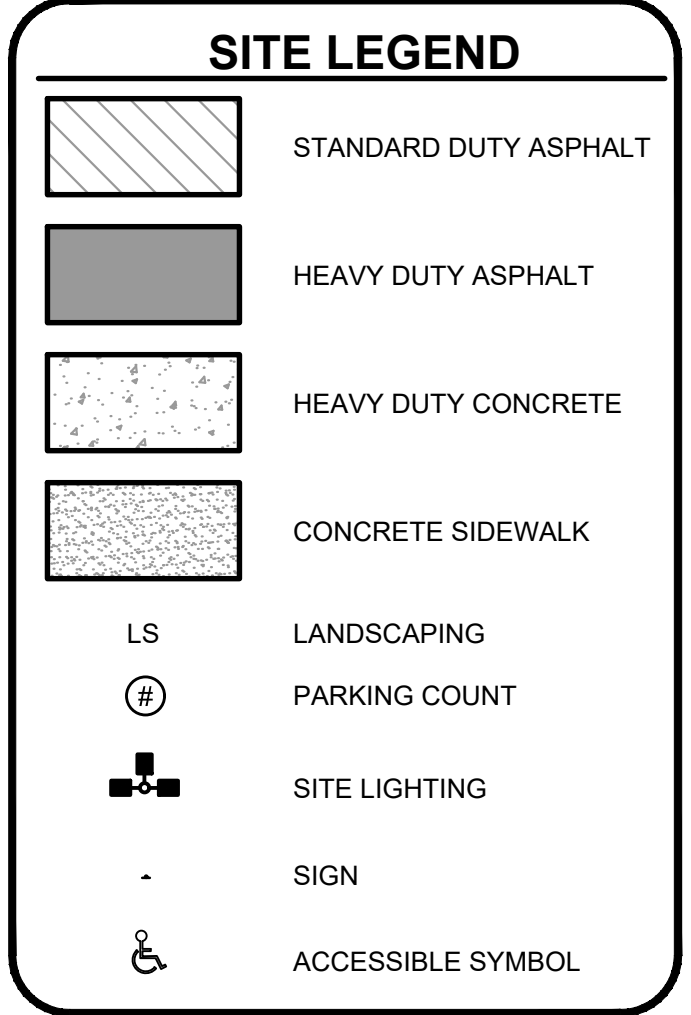 SITE LEGEND
STANDARD DUTY ASPHALT
HEAVY DUTY ASPHALT
HEAVY DUTY CONCRETE
CONCRETE SIDEWALK
LS LANDSCAPING
# PARKING COUNT
SITE LIGHTING
SIGN
ACCESSIBLE SYMBOL